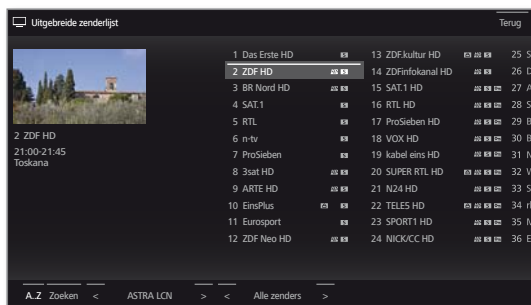 Uitgebreide zenderlijst
Terug
2 ZDF HD
21:00-21:45
Toskana
1 Das Erste HD
2 ZDF HD
3 BR Nord HD
4 SAT.1
5 RTL
6 n-tv
7 ProSieben
8 3sat HD
9 ARTE HD
10 EinsPlus
11 Eurosport
12 ZDF Neo HD
13 ZDF.kultur HD
14 ZDFinfokanal HD
15 SAT.1 HD
16 RTL HD
17 ProSieben HD
18 VOX HD
19 kabel eins HD
20 SUPER RTL HD
21 N24 HD
22 TELE5 HD
23 SPORT1 HD
24 NICK/CC HD
25 S
26
27
28 S
29
30
31
32
33 S
34
35
36 E
A..Z Zoeken < ASTRA LCN > < Alle zenders >